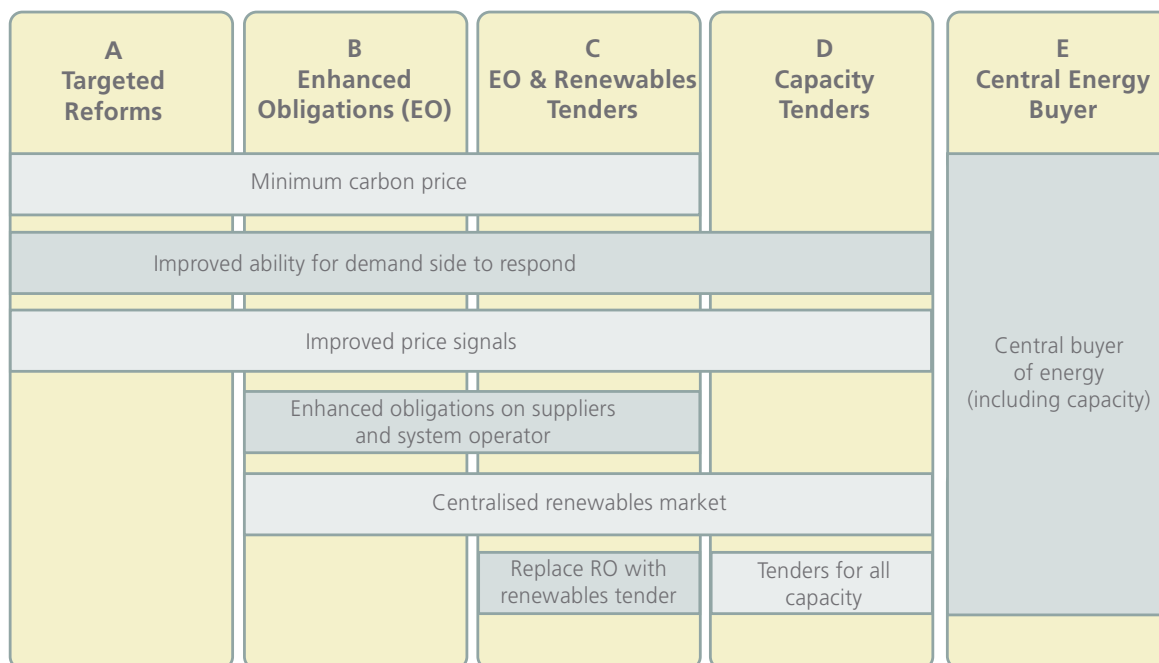 A
Targeted
Reforms
B
Enhanced
Obligations (EO)
C
EO & Renewables
Tenders
D
Capacity
Tenders
E
Central Energy
Buyer
Minimum carbon price
Improved ability for demand side to respond
Improved price signals
Enhanced obligations on suppliers
and system operator
Centralised renewables market
Replace RO with
renewables tender
Tenders for all
capacity
Central buyer
of energy
(including capacity)